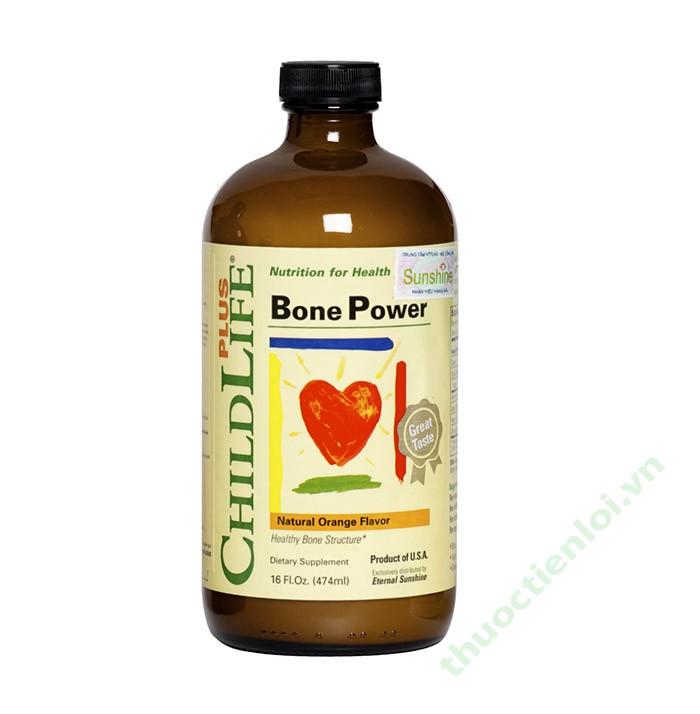 Nutrition for Health
Sunshine
PLUS
CHILDLIFE®
Bone Power
Great
Taste
Natural Orange Flavor
Healthy Bone Structure*
Dietary Supplement
Product of U.S.A.
16 Fl.Oz. (474ml)
Exclusively distributed by
Eternal Sunshine
thuoctienloi.vn